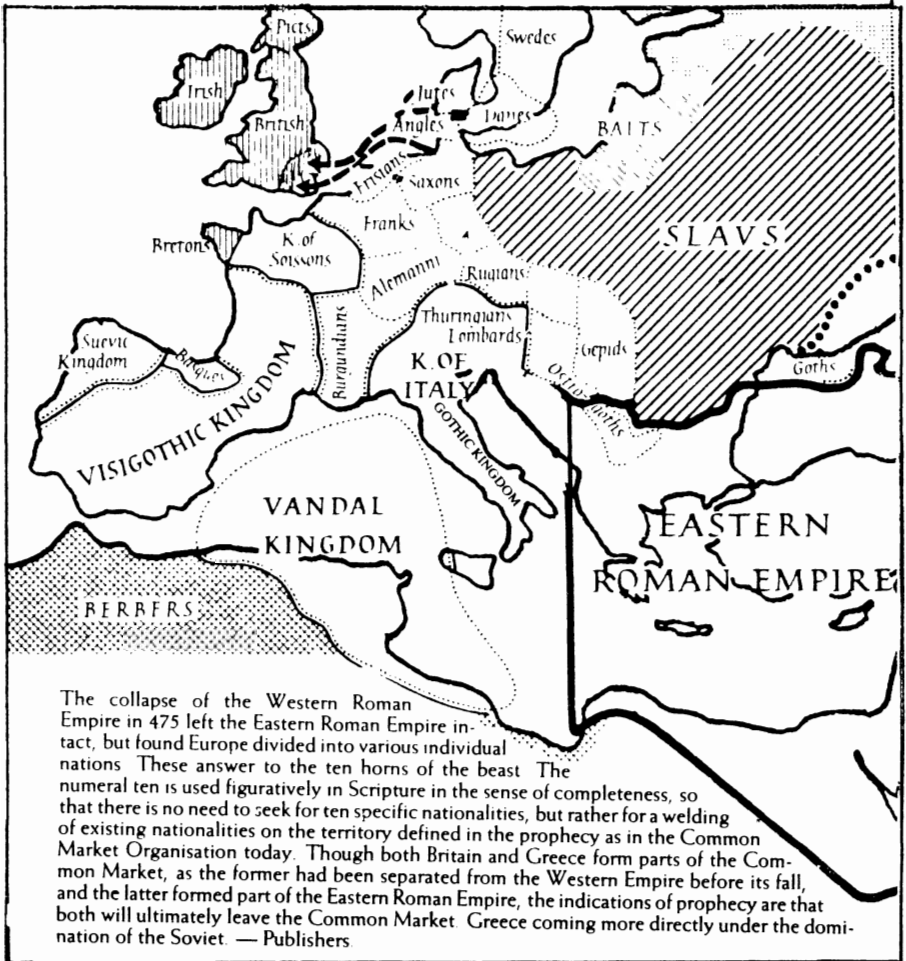 Picts
Swedes
Irish
Jutes
British
Angles
Danes
BALTS
Frisians
Saxons
Franks
SLAVS
Bretons
K. of
Soissons
Alemanni
Rugians
Thuringians
Lombards
Suevic
Kingdom
Basques
Burgundians
K. OF
ITALY
Gepids
Goths
Ostrogoths
VISIGOTHIC KINGDOM
GOTHIC KINGDOM
VANDAL
KINGDOM
EASTERN
ROMAN EMPIRE
BERBERS
The collapse of the Western Roman
Empire in 475 left the Eastern Roman Empire in-
tact, but found Europe divided into various individual
nations These answer to the ten horns of the beast The
numeral ten is used figuratively in Scripture in the sense of completeness, so
that there is no need to seek for ten specific nationalities, but rather for a welding
of existing nationalities on the territory defined in the prophecy as in the Common
Market Organisation today. Though both Britain and Greece form parts of the Com-
mon Market, as the former had been separated from the Western Empire before its fall,
and the latter formed part of the Eastern Roman Empire, the indications of prophecy are that
both will ultimately leave the Common Market. Greece coming more directly under the domi-
nation of the Soviet. — Publishers